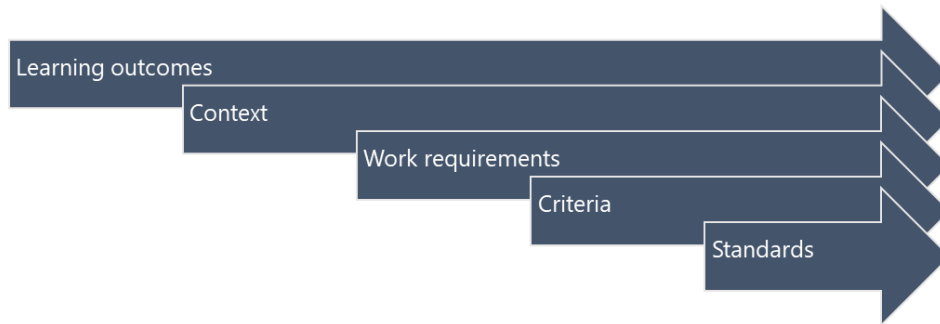 Learning outcomes
Context
Work requirements
Criteria
Standards